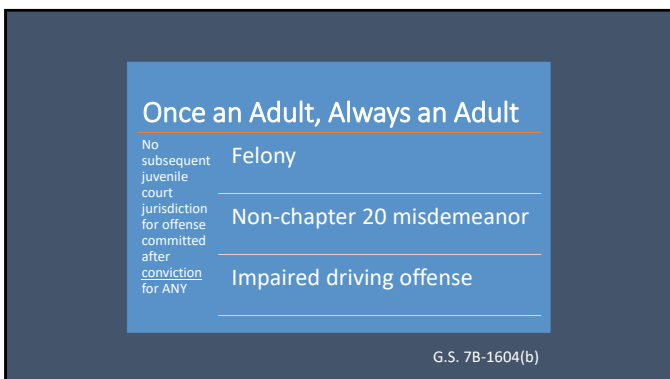 Once an Adult, Always an Adult
No
subsequent
juvenile
court
jurisdiction
for offense
committed
after
conviction
for ANY
Felony
Non-chapter 20 misdemeanor
Impaired driving offense
G.S. 7B-1604(b)